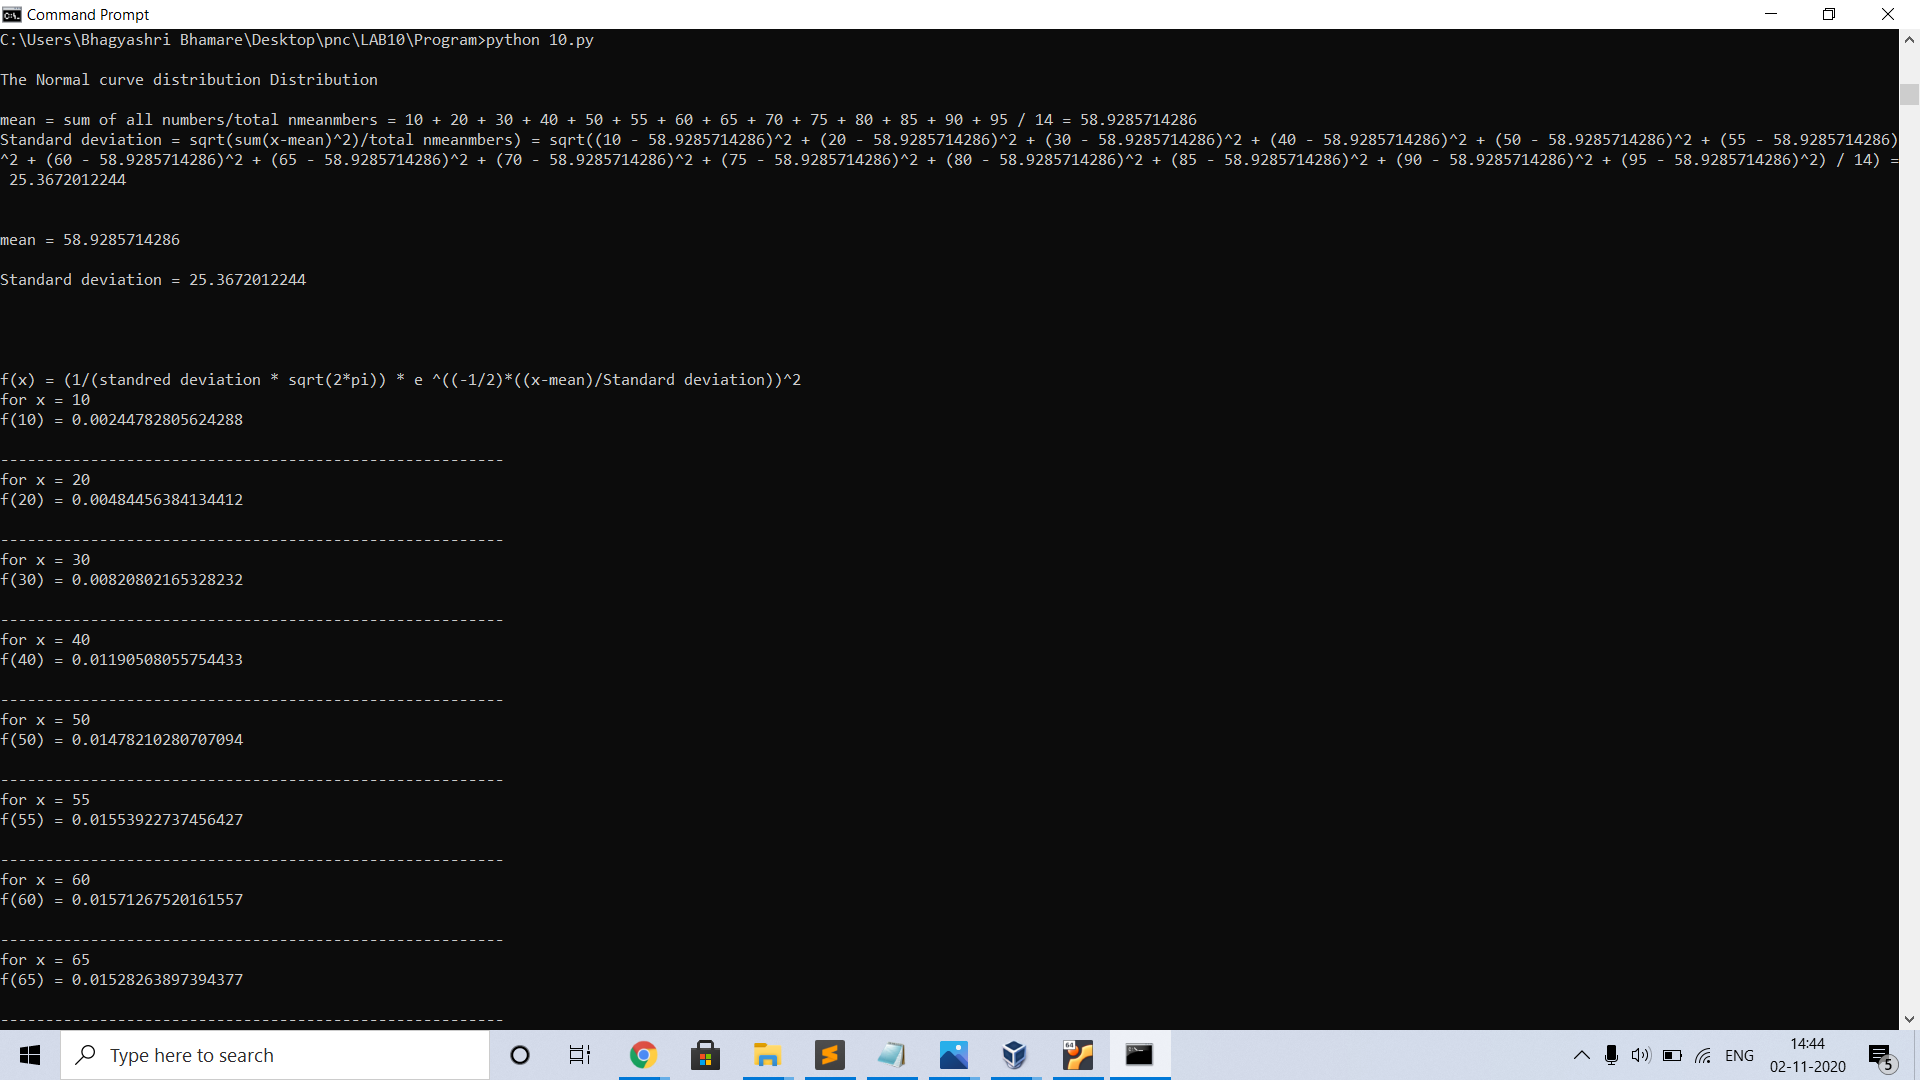 Command Prompt
C:\Users\Bhagyashri Bhamare\Desktop\pnc\LAB10\Program>python 10.py
The Normal curve distribution Distribution
mean = sum of all numbers/total nmeanmbers = 10 + 20 + 30 + 40 + 50 + 55 + 60 + 65 + 70 + 75 + 80 + 85 + 90 + 95 / 14 = 58.9285714286
Standard deviation = sqrt(sum(x-mean)^2)/total nmeanmbers) = sqrt((10 - 58.9285714286)^2 + (20 - 58.9285714286)^2 + (30 - 58.9285714286)^2 + (40 - 58.9285714286)^2 + (50 - 58.9285714286)^2 + (55 - 58.9285714286)
^2 + (60 - 58.9285714286)^2 + (65 - 58.9285714286)^2 + (70 - 58.9285714286)^2 + (75 - 58.9285714286)^2 + (80 - 58.9285714286)^2 + (85 - 58.9285714286)^2 + (90 - 58.9285714286)^2 + (95 - 58.9285714286)^2) / 14) =
25.3672012244
mean = 58.9285714286
Standard deviation = 25.3672012244
f(x) = (1/(standred deviation * sqrt(2*pi)) * e ^((-1/2)*((x-mean)/Standard deviation))^2
for x = 10
f(10) = 0.00244782805624288
--------------------------------------------------------
for x = 20
f(20) = 0.00484456384134412
--------------------------------------------------------
for x = 30
f(30) = 0.00820802165328232
--------------------------------------------------------
for x = 40
f(40) = 0.01190508055754433
--------------------------------------------------------
for x = 50
f(50) = 0.01478210280707094
--------------------------------------------------------
for x = 55
f(55) = 0.01553922737456427
--------------------------------------------------------
for x = 60
f(60) = 0.01571267520161557
--------------------------------------------------------
for x = 65
f(65) = 0.01528263897394377
--------------------------------------------------------
Type here to search
64
ENG
14:44
02-11-2020
5